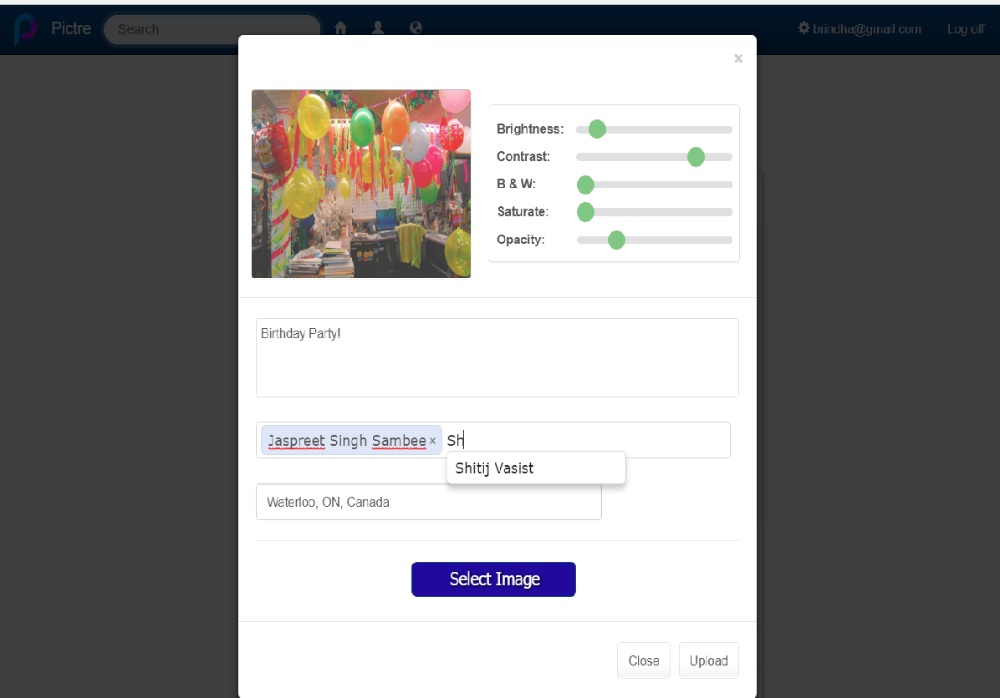 Pictre Search brindha@gmail.com Log off
×
Brightness:
Contrast:
B & W:
Saturate:
Opacity:
Birthday Party!
Jaspreet Singh Sambee × Sh
Shitij Vasist
Waterloo, ON, Canada
Select Image
Close Upload